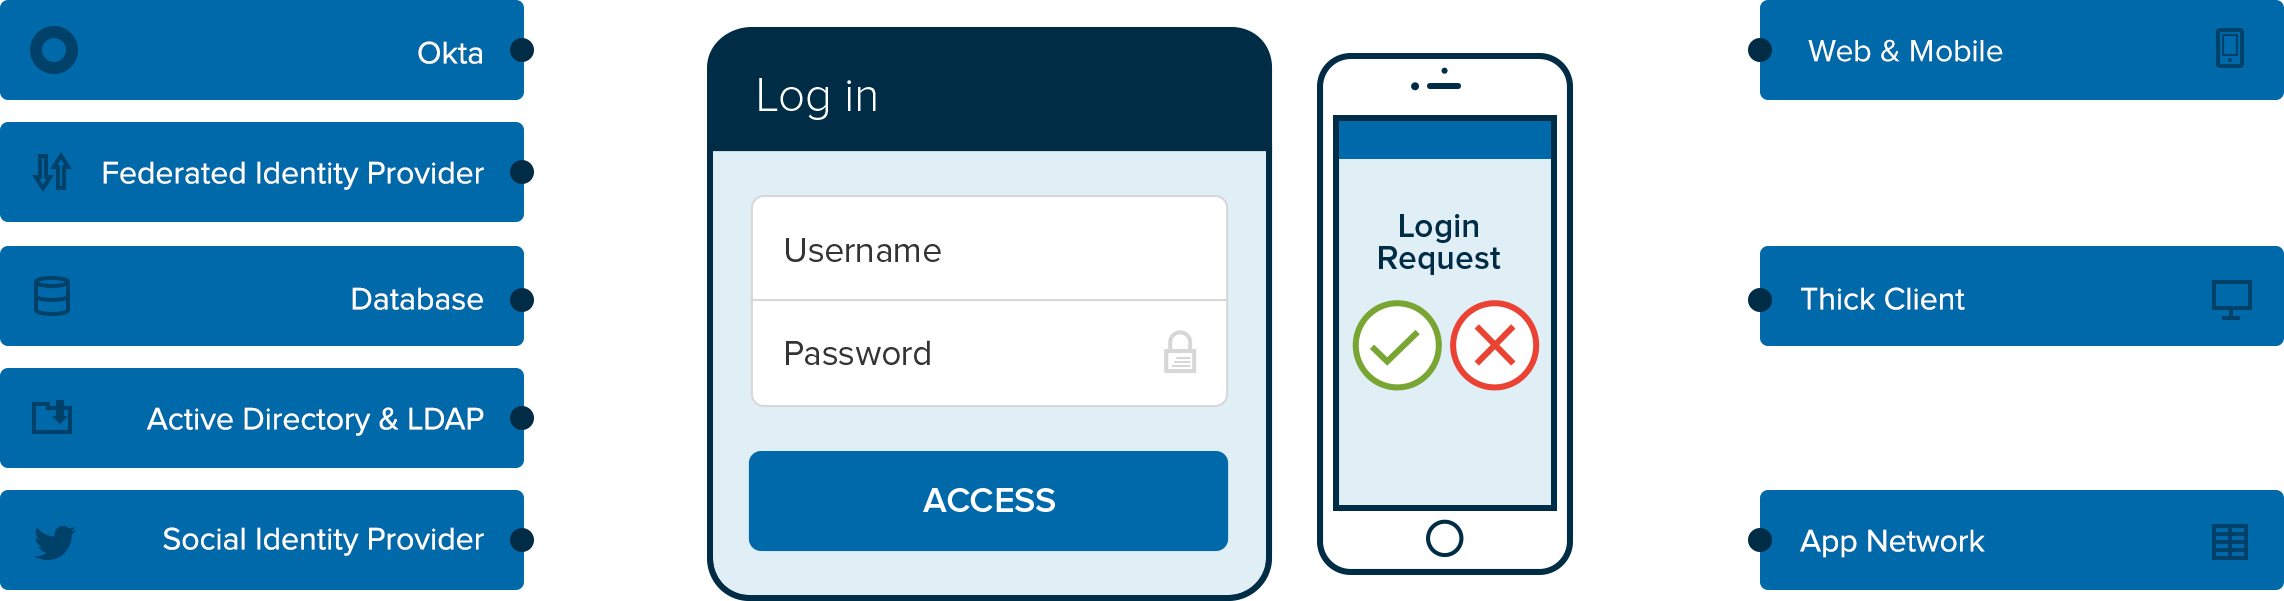 Okta
Federated Identity Provider
Database
Active Directory & LDAP
Social Identity Provider
Log in
Username
Password
ACCESS
Login
Request
Web & Mobile
Thick Client
App Network